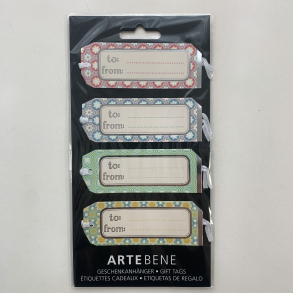 to:
from:
to:
from:
to:
from:
to:
from:
ARTEBENE
GESCHENKANHÄNGER • GIFT TAGS
ÉTIQUETTES CADEAUX • ETIQUETAS DE REGALO